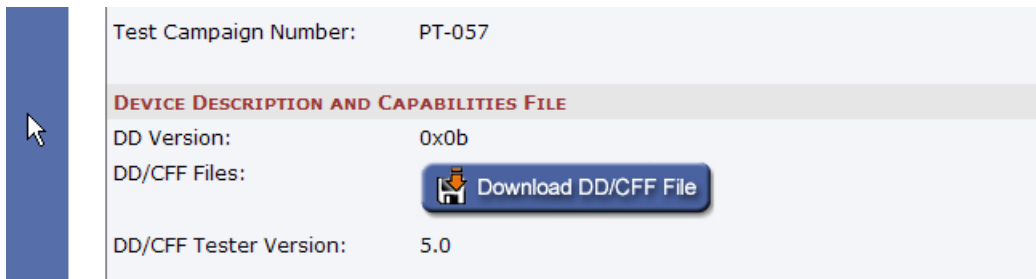 Test Campaign Number: PT-057
DEVICE DESCRIPTION AND CAPABILITIES FILE
DD Version: 0x0b
DD/CFF Files: Download DD/CFF File
DD/CFF Tester Version: 5.0